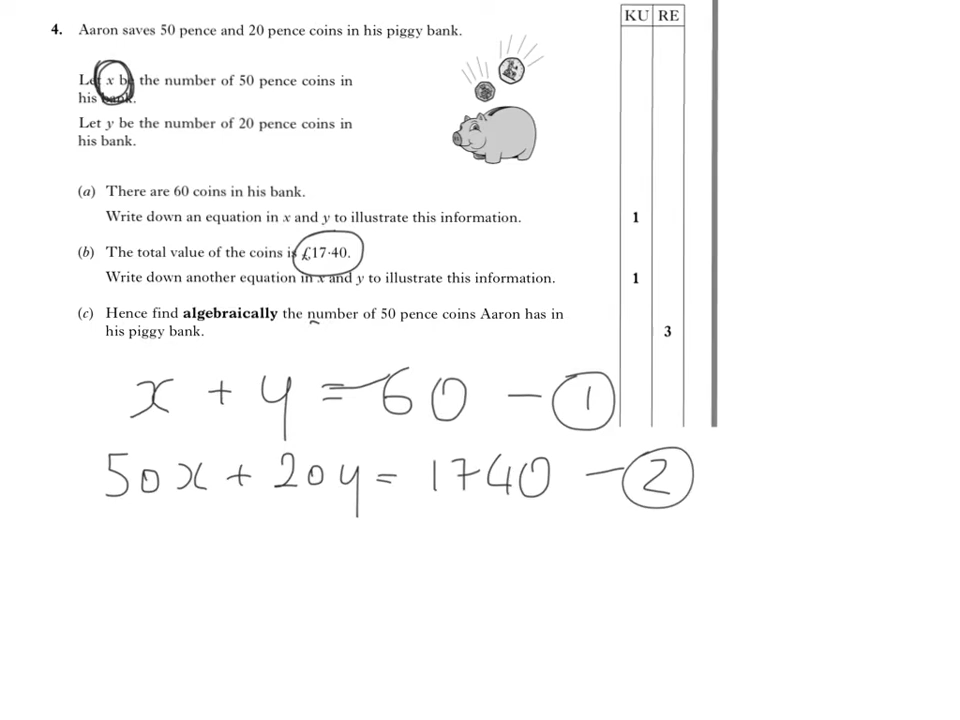 KU RE
4. Aaron saves 50 pence and 20 pence coins in his piggy bank.
Let x be the number of 50 pence coins in
his bank.
Let y be the number of 20 pence coins in
his bank.
(a) There are 60 coins in his bank.
Write down an equation in x and y to illustrate this information. 1
(b) The total value of the coins is £17·40.
Write down another equation in x and y to illustrate this information. 1
(c) Hence find algebraically the number of 50 pence coins Aaron has in
his piggy bank. 3
x + y = 60 — 1
50x + 20y = 1740 — 2